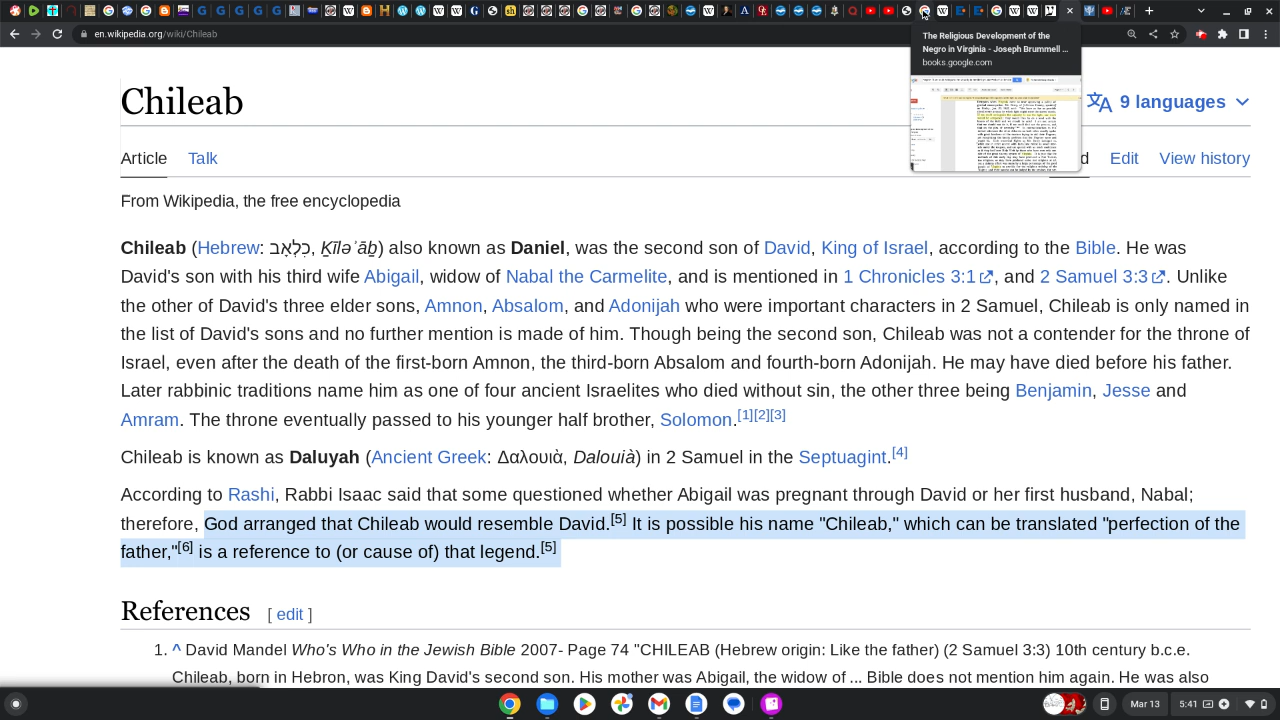 en.wikipedia.org/wiki/Chileab
The Religious Development of the
Negro in Virginia - Joseph Brummell ...
books.google.com
Chileab
9 languages
Article Talk
Edit View history
From Wikipedia, the free encyclopedia
Chileab (Hebrew: כִלְאָב, Ḵīləʾāḇ) also known as Daniel, was the second son of David, King of Israel, according to the Bible. He was
David's son with his third wife Abigail, widow of Nabal the Carmelite, and is mentioned in 1 Chronicles 3:1, and 2 Samuel 3:3. Unlike
the other of David's three elder sons, Amnon, Absalom, and Adonijah who were important characters in 2 Samuel, Chileab is only named in
the list of David's sons and no further mention is made of him. Though being the second son, Chileab was not a contender for the throne of
Israel, even after the death of the first-born Amnon, the third-born Absalom and fourth-born Adonijah. He may have died before his father.
Later rabbinic traditions name him as one of four ancient Israelites who died without sin, the other three being Benjamin, Jesse and
Amram. The throne eventually passed to his younger half brother, Solomon.[1][2][3]
Chileab is known as Daluyah (Ancient Greek: Δαλουιὰ, Dalouià) in 2 Samuel in the Septuagint.[4]
According to Rashi, Rabbi Isaac said that some questioned whether Abigail was pregnant through David or her first husband, Nabal;
therefore, God arranged that Chileab would resemble David.[5] It is possible his name "Chileab," which can be translated "perfection of the
father,"[6] is a reference to (or cause of) that legend.[5]
References [ edit ]
1. ^ David Mandel Who's Who in the Jewish Bible 2007- Page 74 "CHILEAB (Hebrew origin: Like the father) (2 Samuel 3:3) 10th century b.c.e.
Chileab, born in Hebron, was King David's second son. His mother was Abigail, the widow of ... Bible does not mention him again. He was also
Mar 13 5:41